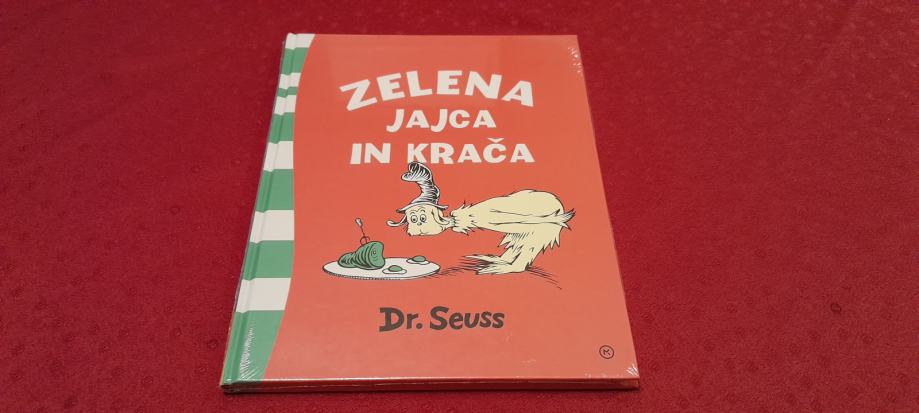 ZELENA
JAJCA
IN KRAČA
Dr. Seuss
M